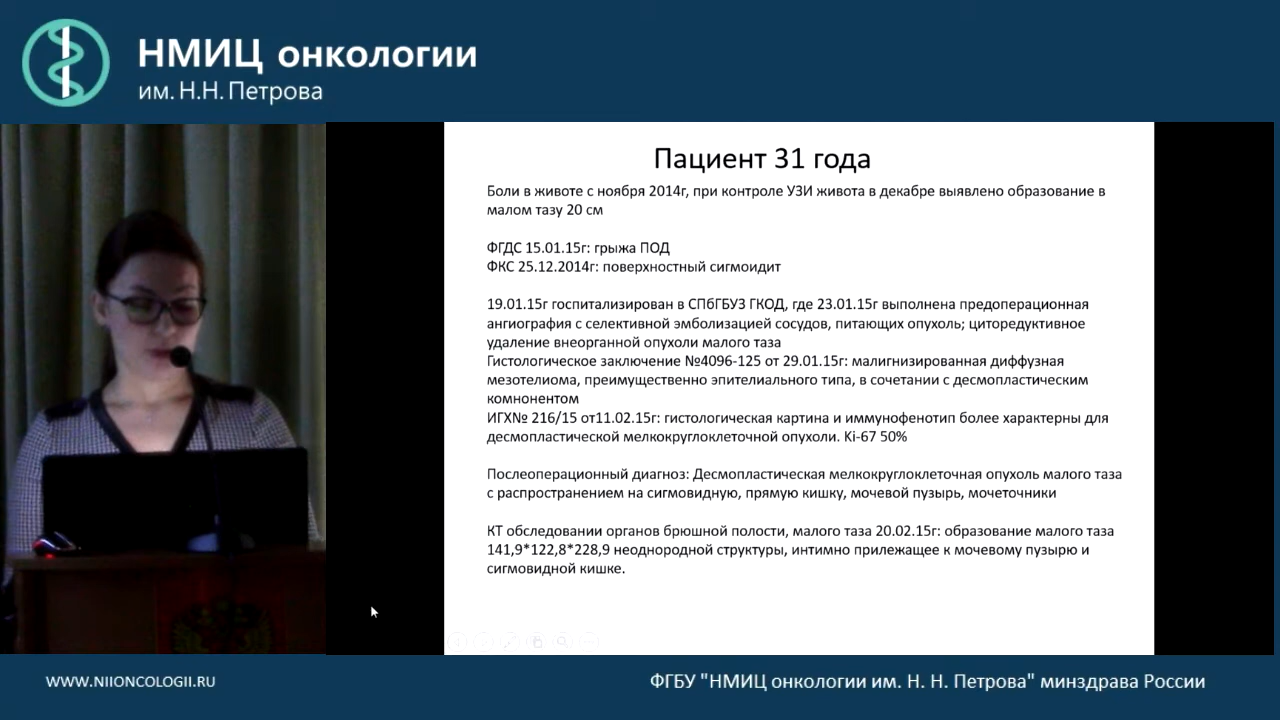 НМИЦ онкологии
им. Н.Н. Петрова
Пациент 31 года
Боли в животе с ноября 2014г, при контроле УЗИ живота в декабре выявлено образование в
малом тазу 20 см
ФГДС 15.01.15г: грыжа ПОД
ФКС 25.12.2014г: поверхностный сигмоидит
19.01.15г госпитализирован в СПбГБУЗ ГКОД, где 23.01.15г выполнена предоперационная
ангиография с селективной эмболизацией сосудов, питающих опухоль; циторедуктивное
удаление внеорганной опухоли малого таза
Гистологическое заключение №4096-125 от 29.01.15г: малигнизированная диффузная
мезотелиома, преимущественно эпителиального типа, в сочетании с десмопластическим
комнонентом
ИГХ№ 216/15 от11.02.15г: гистологическая картина и иммунофенотип более характерны для
десмопластической мелкокруглоклеточной опухоли. Ki-67 50%
Послеоперационный диагноз: Десмопластическая мелкокруглоклеточная опухоль малого таза
с распространением на сигмовидную, прямую кишку, мочевой пузырь, мочеточники
КТ обследовании органов брюшной полости, малого таза 20.02.15г: образование малого таза
141,9*122,8*228,9 неоднородной структуры, интимно прилежащее к мочевому пузырю и
сигмовидной кишке.
WWW.NIIONCOLOGII.RU
ФГБУ "НМИЦ онкологии им. Н. Н. Петрова" минздрава России